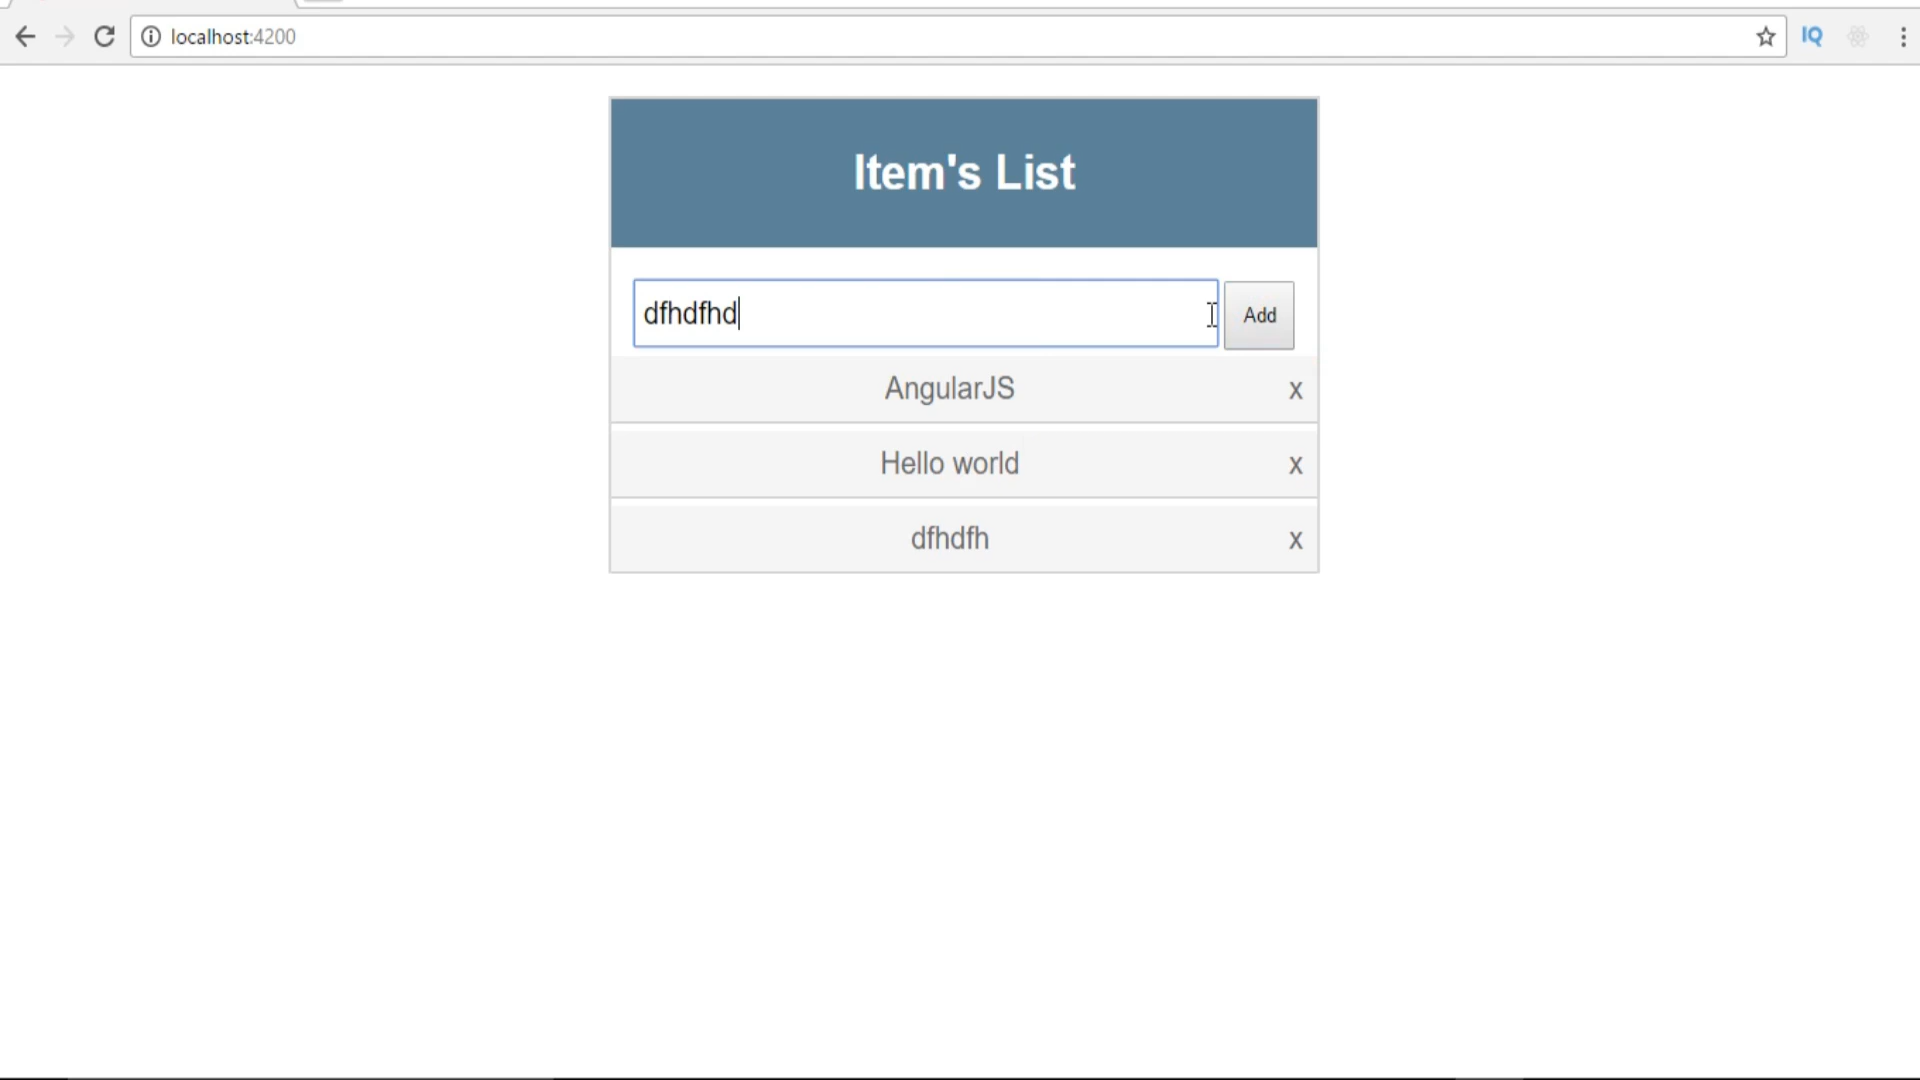 localhost:4200
IQ
Item's List
dfhdfhd
Add
AngularJS
x
Hello world
x
dfhdfh
x